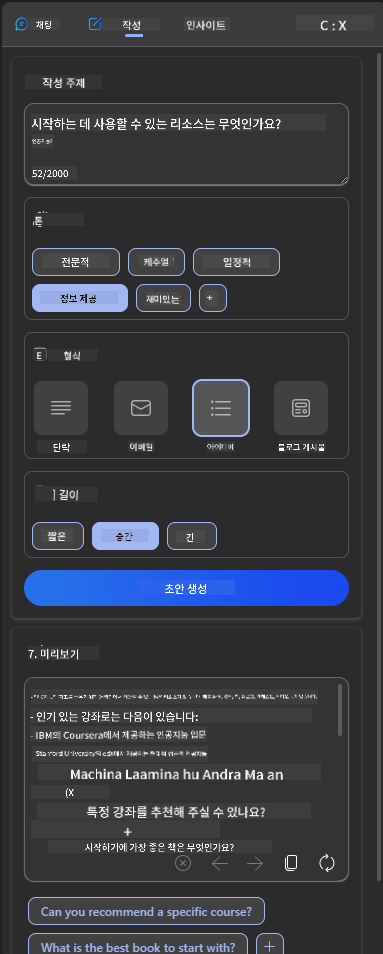 채팅
작성
인사이트
C : X
작성 주제
시작하는 데 사용할 수 있는 리소스는 무엇인가요?
52/2000
톤
전문적
캐주얼
열정적
정보 제공
재미있는
+
형식
단락
이메일
아이디어
블로그 게시물
길이
짧은
중간
긴
초안 생성
7. 미리보기
- 인기 있는 강좌로는 다음이 있습니다:
- IBM의 Coursera에서 제공하는 인공지능 입문
Machina Laamina hu Andra Ma an
(X
특정 강좌를 추천해 주실 수 있나요?
+
시작하기에 가장 좋은 책은 무엇인가요?
Can you recommend a specific course?
What is the best book to start with?
+